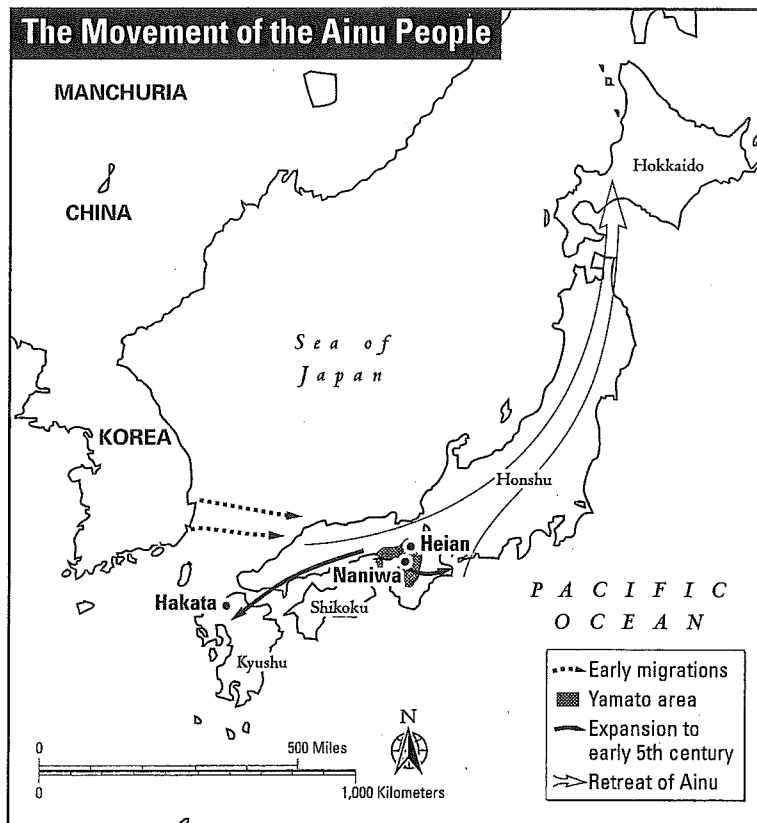 The Movement of the Ainu People
MANCHURIA
Hokkaido
CHINA
Sea of
Japan
KOREA
Honshu
Heian
Naniwa
Hakata
Shikoku
Kyushu
PACIFIC
OCEAN
Early migrations
Yamato area
Expansion to
early 5th century
Retreat of Ainu
N
0 500 Miles
0 1,000 Kilometers